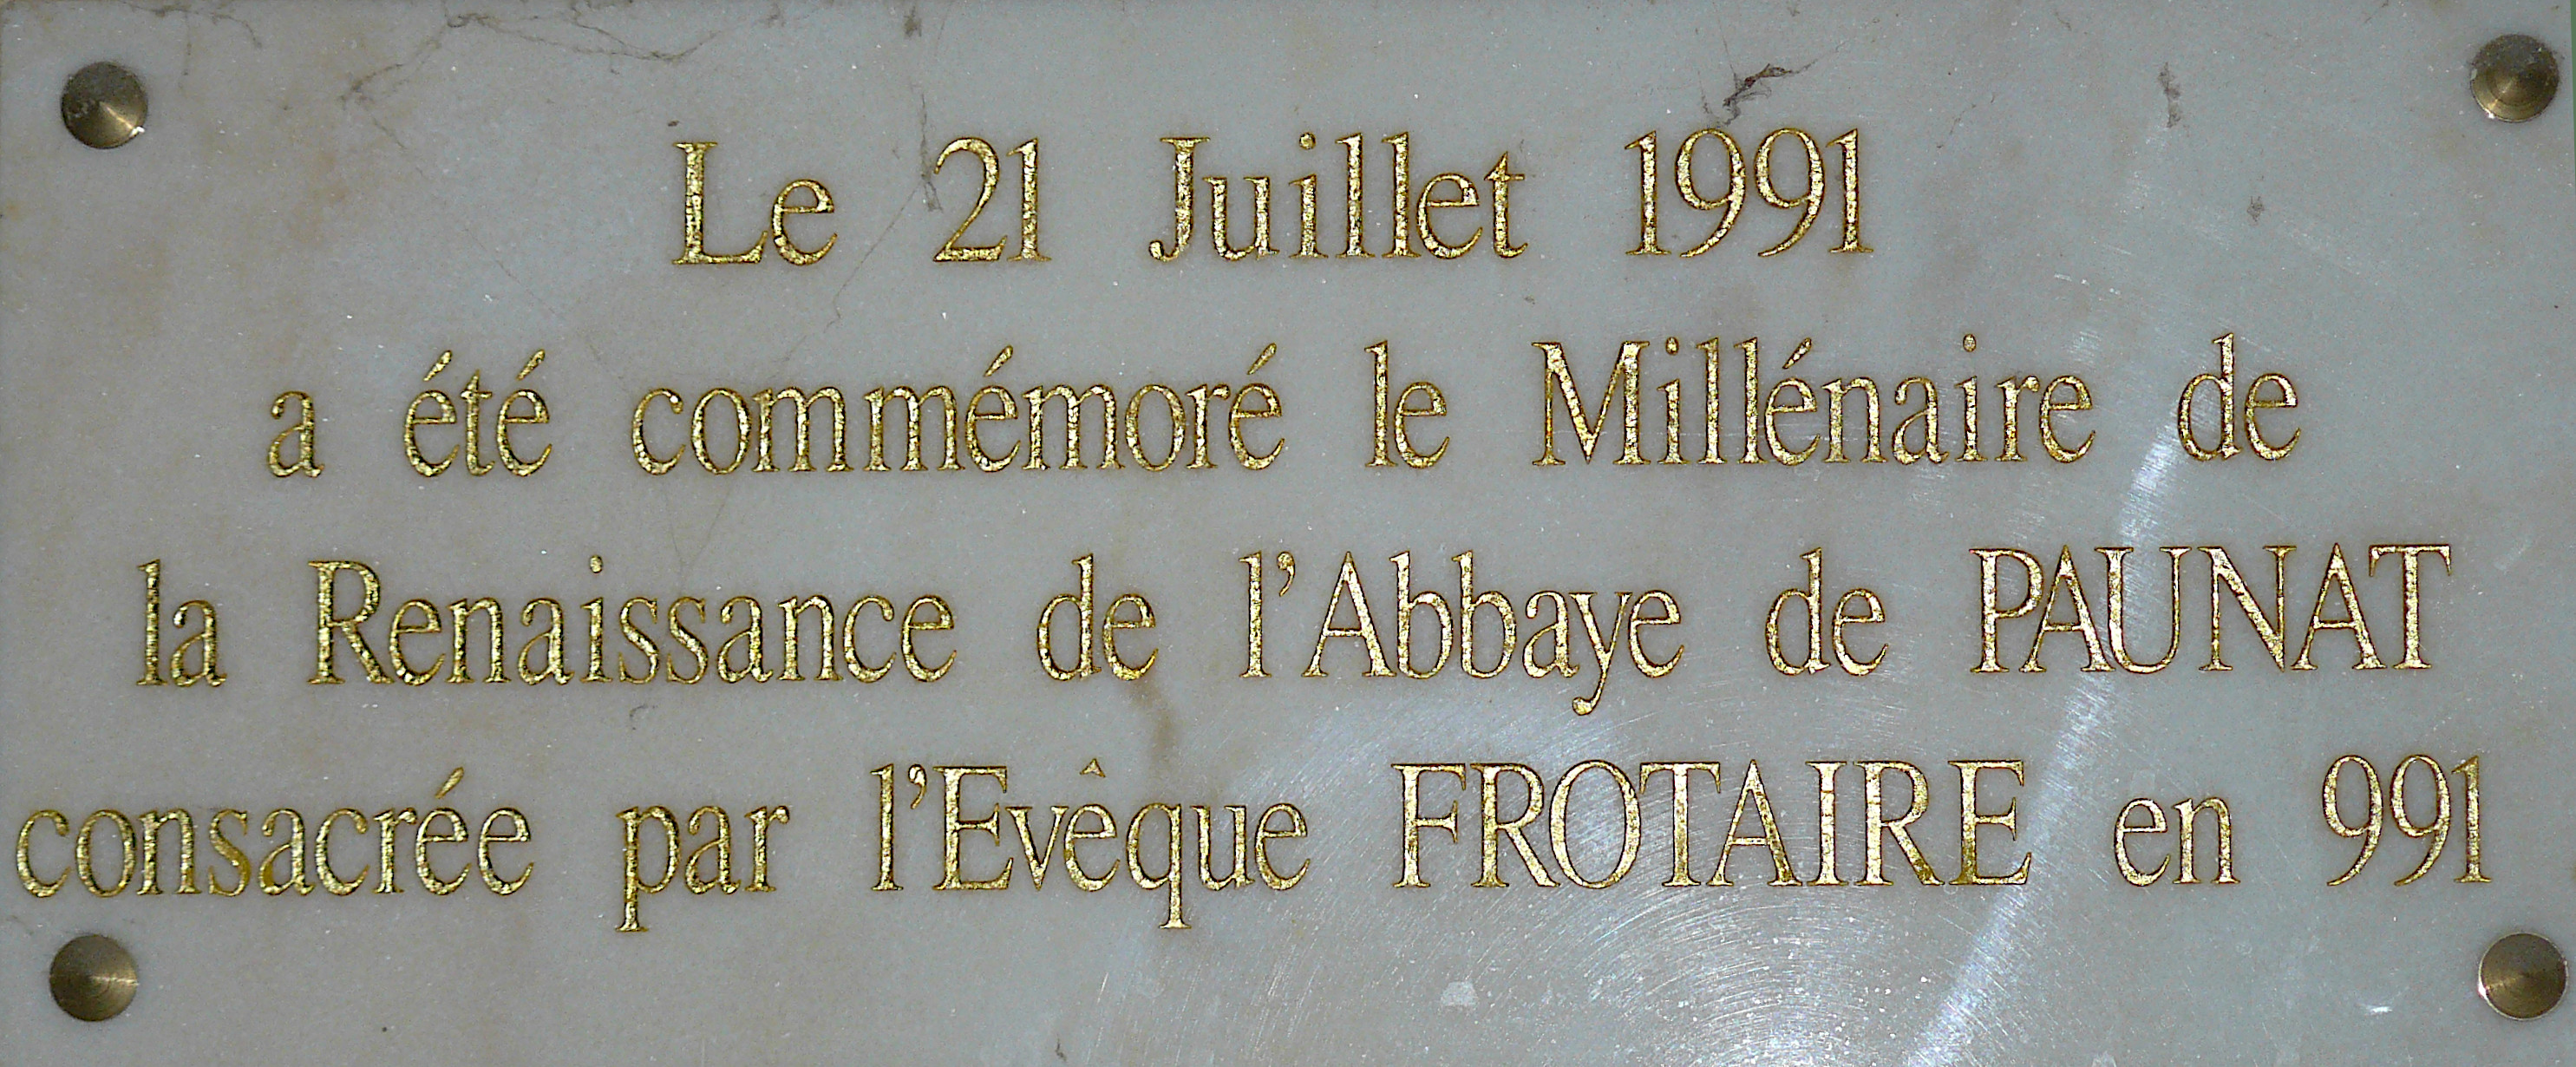 Le 21 Juillet 1991
a été commémoré le Millénaire de
la Renaissance de l'Abbaye de PAUNAT
consacrée par l'Evêque FROTAIRE en 991